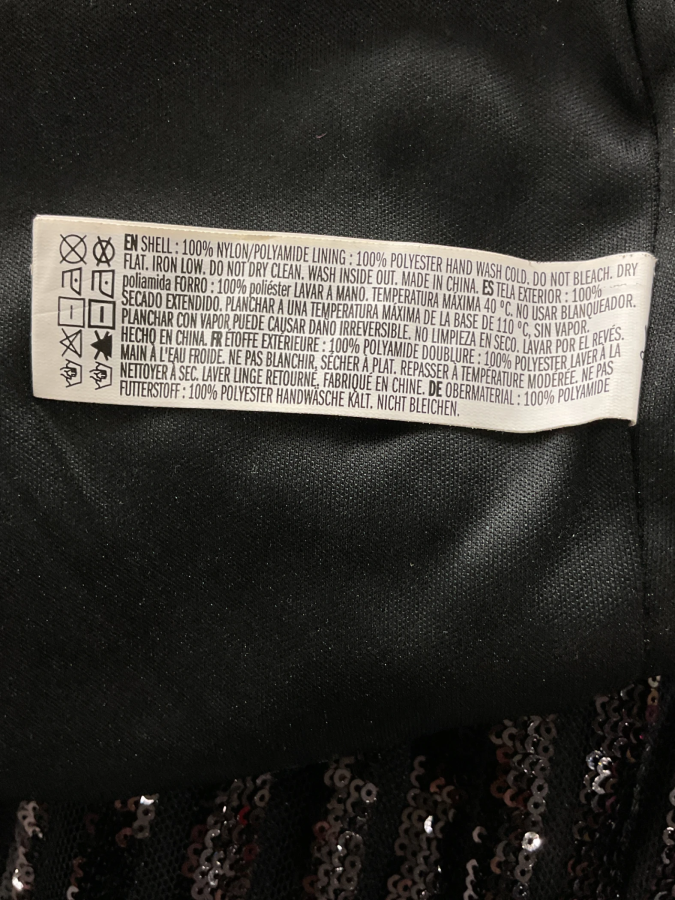 EN SHELL : 100% NYLON/POLYAMIDE LINING : 100% POLYESTER HAND WASH COLD. DO NOT BLEACH. DRY
FLAT. IRON LOW. DO NOT DRY CLEAN. WASH INSIDE OUT. MADE IN CHINA. ES TELA EXTERIOR : 100%
poliamida FORRO : 100% poliéster LAVAR A MANO. TEMPERATURA MÁXIMA 40 ºC. NO USAR BLANQUEADOR.
SECADO EXTENDIDO. PLANCHAR A UNA TEMPERATURA MÁXIMA DE LA BASE DE 110 ºC, SIN VAPOR.
PLANCHAR CON VAPOR PUEDE CAUSAR DAÑO IRREVERSIBLE. NO LIMPIEZA EN SECO. LAVAR POR EL REVÉS.
HECHO EN CHINA. FR ÉTOFFE EXTÉRIEURE : 100% POLYAMIDE DOUBLURE : 100% POLYESTER LAVER À LA
MAIN À L'EAU FROIDE. NE PAS BLANCHIR. SÉCHER À PLAT. REPASSER À TEMPÉRATURE MODÉRÉE. NE PAS
NETTOYER À SEC. LAVER LINGE RETOURNÉ. FABRIQUÉ EN CHINE. DE OBERMATERIAL : 100% POLYAMIDE
FUTTERSTOFF : 100% POLYESTER HANDWÄSCHE KALT. NICHT BLEICHEN.